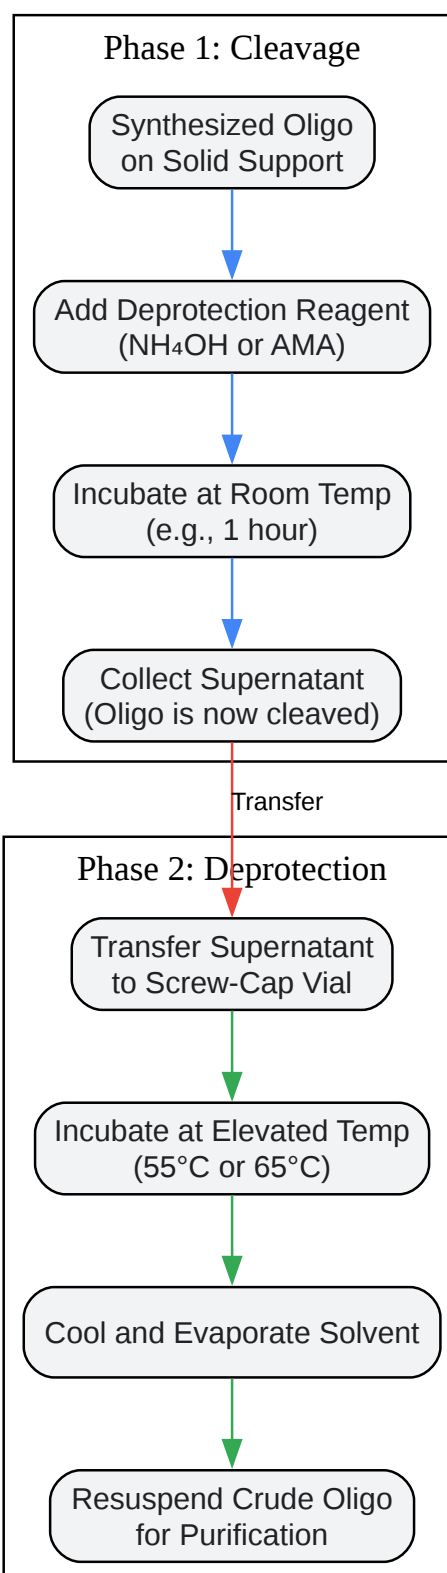 Phase 1: Cleavage
Synthesized Oligo
on Solid Support
Add Deprotection Reagent
(NH₄OH or AMA)
Incubate at Room Temp
(e.g., 1 hour)
Collect Supernatant
(Oligo is now cleaved)
Transfer
Phase 2: Deprotection
Transfer Supernatant
to Screw-Cap Vial
Incubate at Elevated Temp
(55°C or 65°C)
Cool and Evaporate Solvent
Resuspend Crude Oligo
for Purification